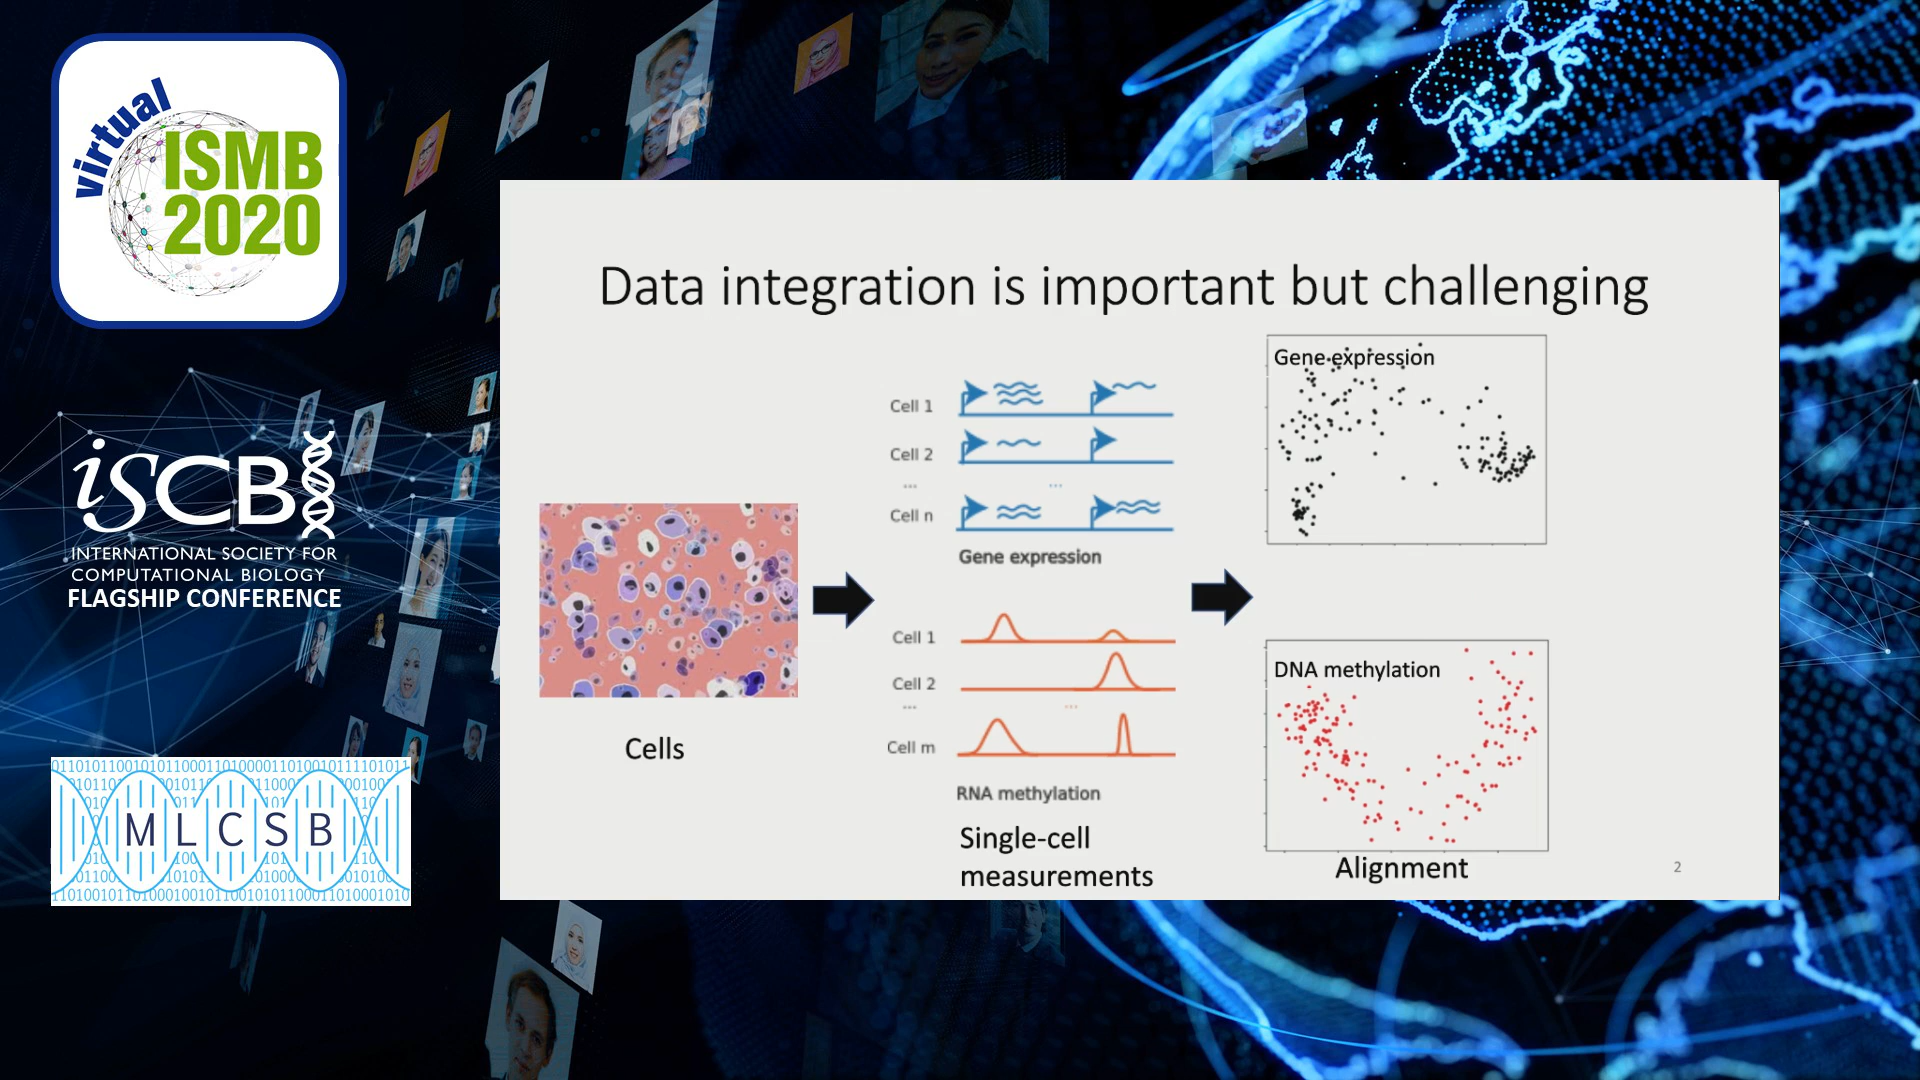 virtual
ISMB
2020
iSCB
INTERNATIONAL SOCIETY FOR
COMPUTATIONAL BIOLOGY
FLAGSHIP CONFERENCE
MLCSB
Data integration is important but challenging
Cells
Cell 1
Cell 2
...
...
Cell n
Gene expression
Cell 1
Cell 2
...
...
Cell m
RNA methylation
Single-cell
measurements
Gene expression
DNA methylation
Alignment
2